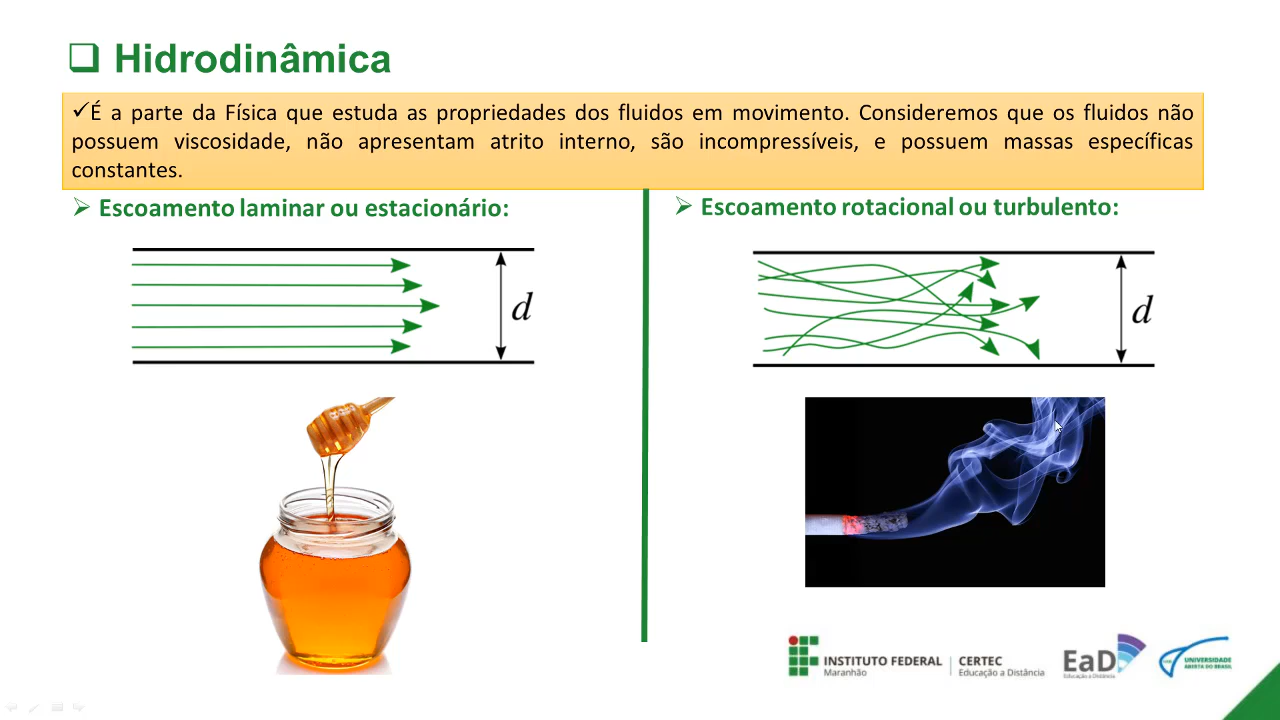 Hidrodinâmica
É a parte da Física que estuda as propriedades dos fluidos em movimento. Consideremos que os fluidos não
possuem viscosidade, não apresentam atrito interno, são incompressíveis, e possuem massas específicas
constantes.
Escoamento laminar ou estacionário:
d
Escoamento rotacional ou turbulento:
d
INSTITUTO FEDERAL
Maranhão
CERTEC
Educação a Distância
EaD
Educação a Distância
UNIVERSIDADE
ABERTA DO BRASIL